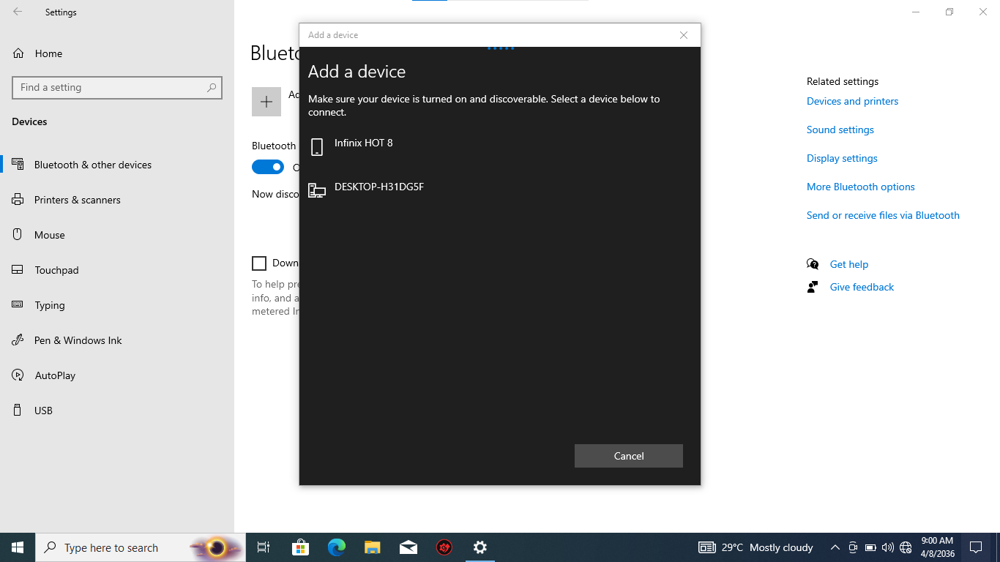 Settings
Home
Find a setting
Devices
Bluetooth & other devices
Printers & scanners
Mouse
Touchpad
Typing
Pen & Windows Ink
AutoPlay
USB
Bluetooth
Now disco
Down
To help pre
info, and a
metered
Add a device
Add a device
Make sure your device is turned on and discoverable. Select a device below to
connect.
Infinix HOT 8
DESKTOP-H31DG5F
Cancel
Related settings
Devices and printers
Sound settings
Display settings
More Bluetooth options
Send or receive files via Bluetooth
Get help
Give feedback
Type here to search
29°C Mostly cloudy
9:00 AM
4/8/2036